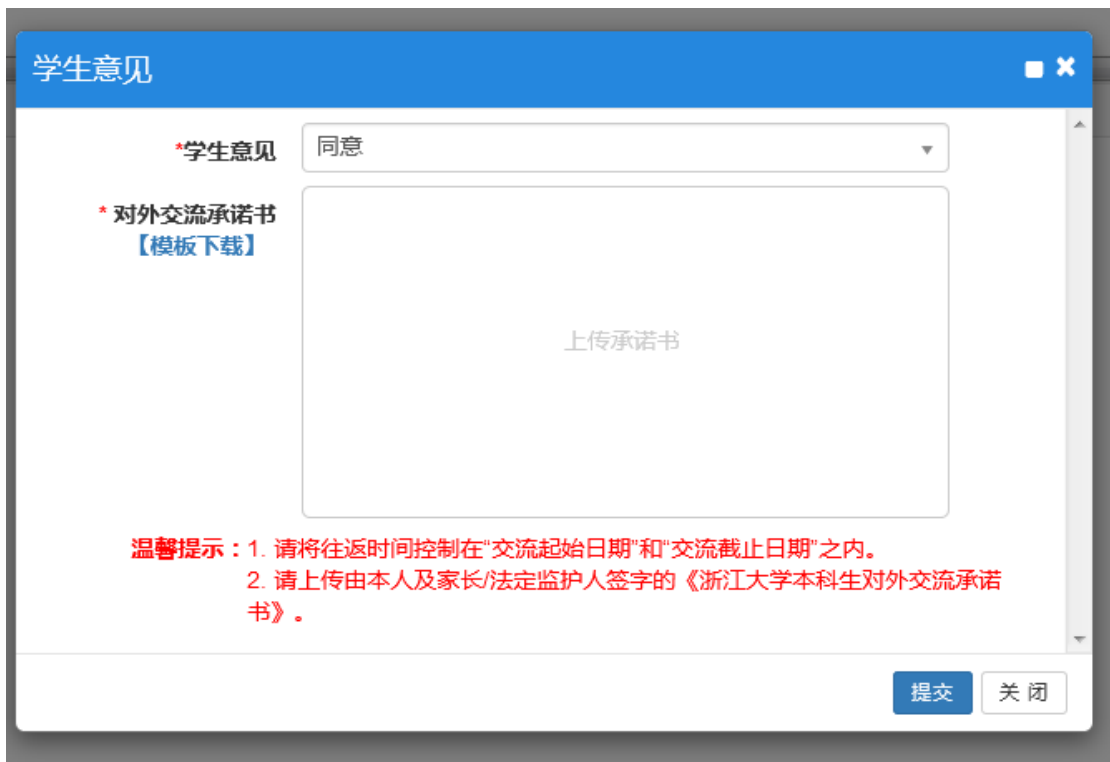 学生意见
*学生意见
同意
* 对外交流承诺书
【模板下载】
上传承诺书
温馨提示：1. 请将往返时间控制在“交流起始日期”和“交流截止日期”之内。
2. 请上传由本人及家长/法定监护人签字的《浙江大学本科生对外交流承诺
书》。
提交
关 闭